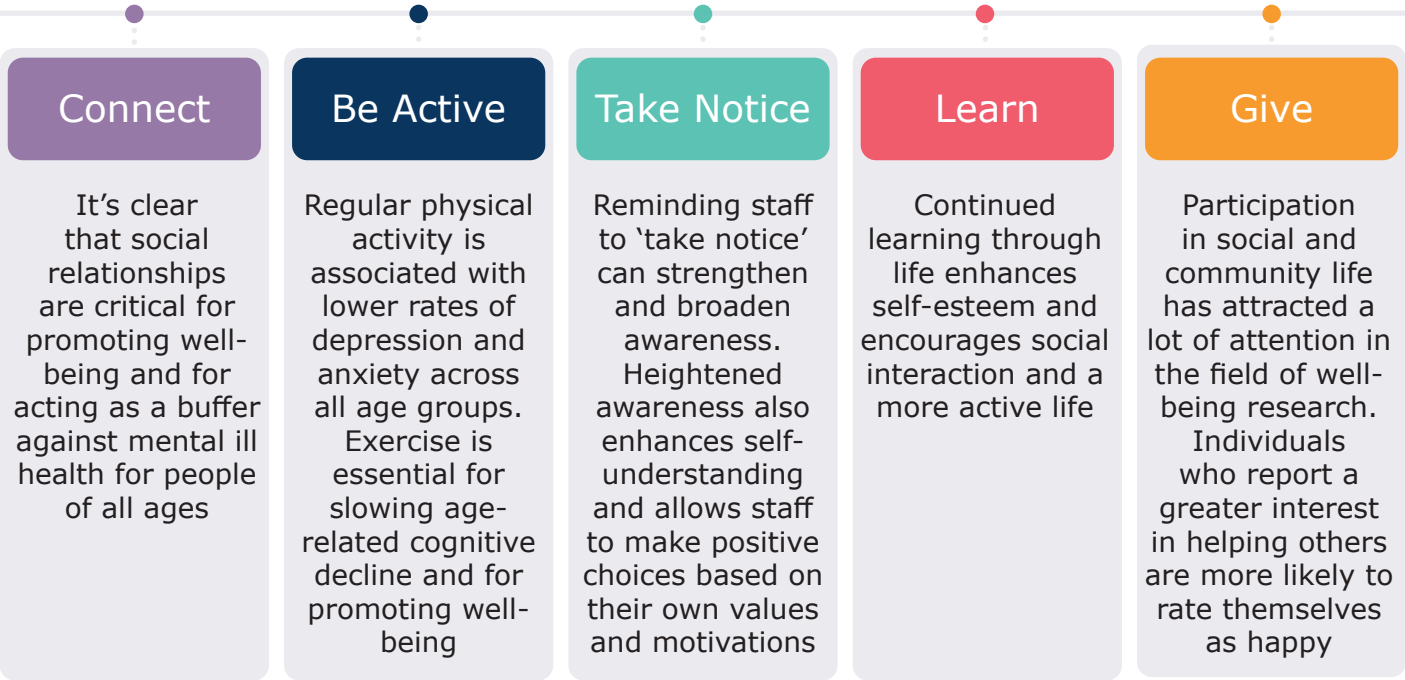 Connect
It’s clear
that social
relationships
are critical for
promoting well-
being and for
acting as a buffer
against mental ill
health for people
of all ages
Be Active
Regular physical
activity is
associated with
lower rates of
depression and
anxiety across
all age groups.
Exercise is
essential for
slowing age-
related cognitive
decline and for
promoting well-
being
Take Notice
Reminding staff
to ‘take notice’
can strengthen
and broaden
awareness.
Heightened
awareness also
enhances self-
understanding
and allows staff
to make positive
choices based on
their own values
and motivations
Learn
Continued
learning through
life enhances
self-esteem and
encourages social
interaction and a
more active life
Give
Participation
in social and
community life
has attracted a
lot of attention in
the field of well-
being research.
Individuals
who report a
greater interest
in helping others
are more likely to
rate themselves
as happy